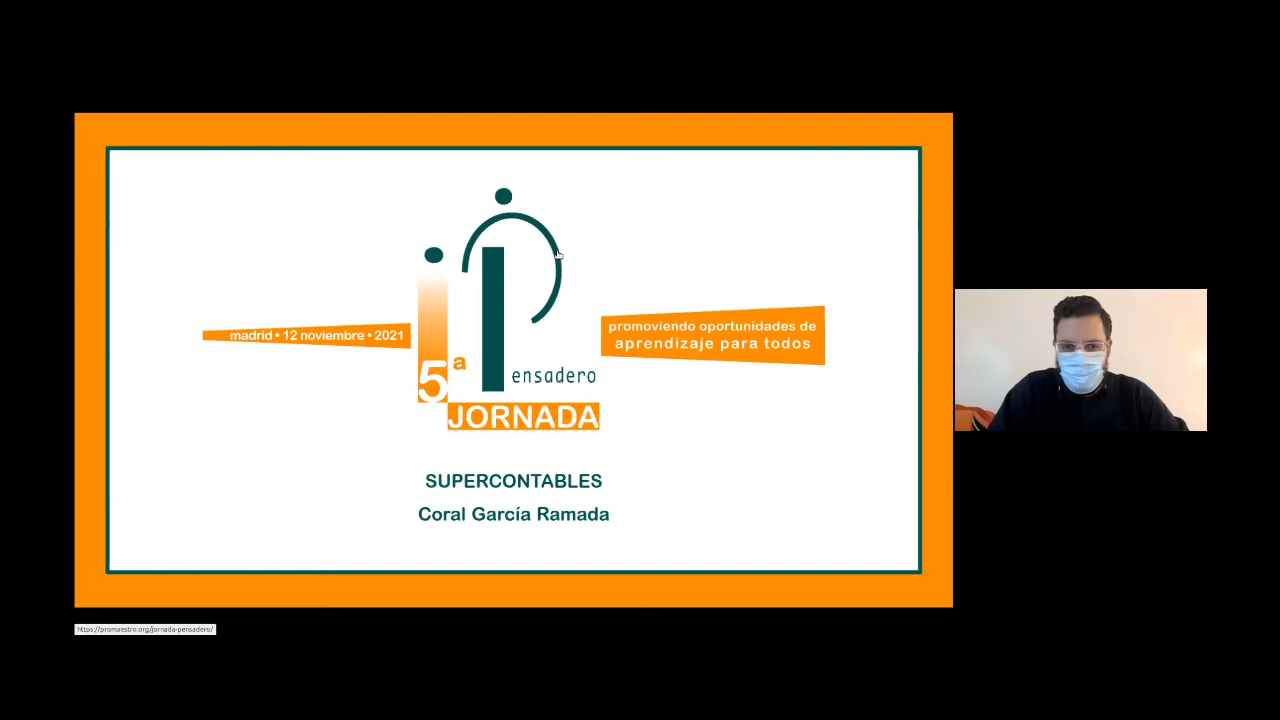 madrid • 12 noviembre • 2021
5ª
Pensadero
JORNADA
promoviendo oportunidades de
aprendizaje para todos
SUPERCONTABLES
Coral García Ramada
https://promaestro.org/jornada-pensadero/